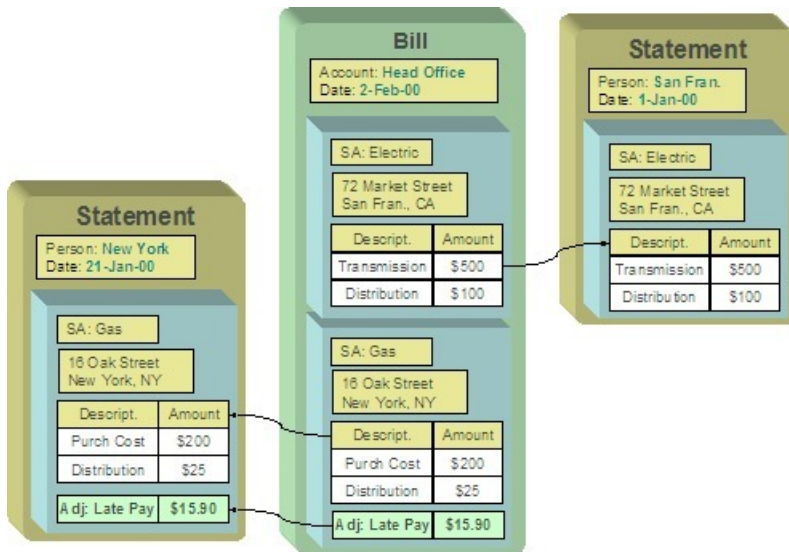 Statement
Person: New York
Date: 21-Jan-00
SA: Gas
16 Oak Street
New York, NY
Descript. Amount
Purch Cost $200
Distribution $25
Adj: Late Pay $15.90
Bill
Account: Head Office
Date: 2-Feb-00
SA: Electric
72 Market Street
San Fran., CA
Descript. Amount
Transmission $500
Distribution $100
SA: Gas
16 Oak Street
New York, NY
Descript. Amount
Purch Cost $200
Distribution $25
Adj: Late Pay $15.90
Statement
Person: San Fran.
Date: 1-Jan-00
SA: Electric
72 Market Street
San Fran., CA
Descript. Amount
Transmission $500
Distribution $100